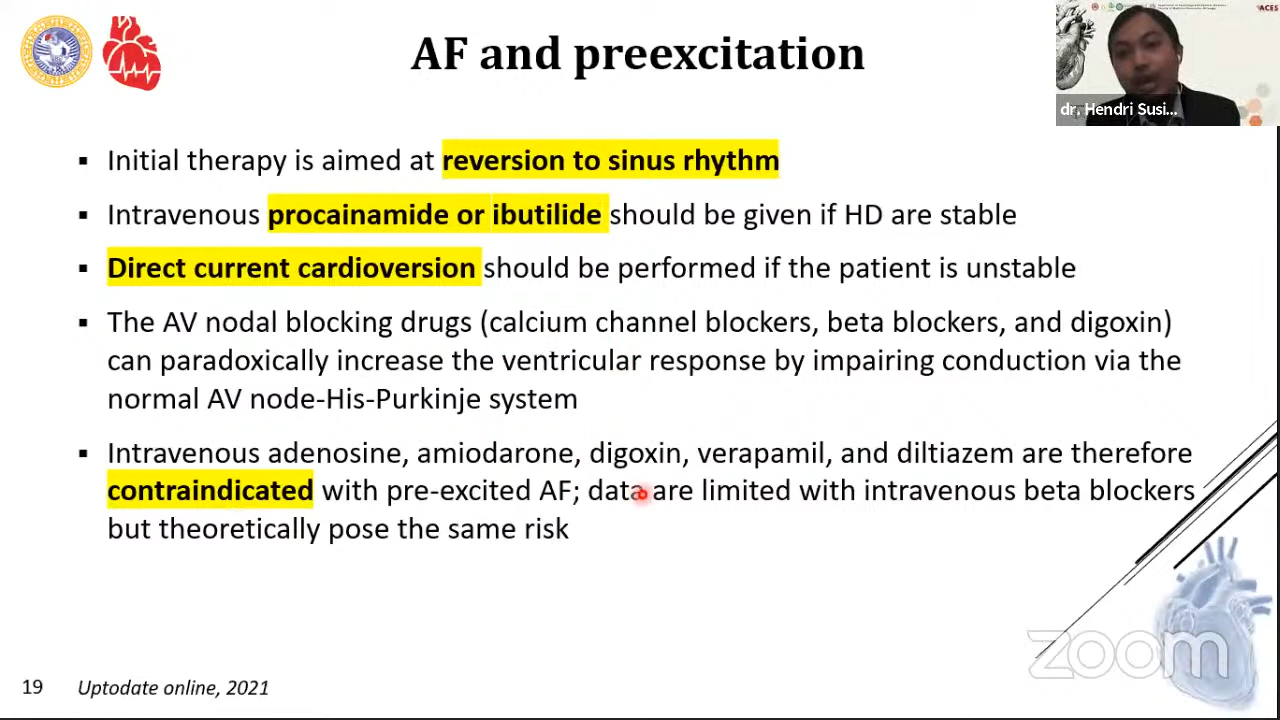 AF and preexcitation
ACES
dr. Hendri Susi...
▪ Initial therapy is aimed at reversion to sinus rhythm
▪ Intravenous procainamide or ibutilide should be given if HD are stable
▪ Direct current cardioversion should be performed if the patient is unstable
▪ The AV nodal blocking drugs (calcium channel blockers, beta blockers, and digoxin)
can paradoxically increase the ventricular response by impairing conduction via the
normal AV node-His-Purkinje system
▪ Intravenous adenosine, amiodarone, digoxin, verapamil, and diltiazem are therefore
contraindicated with pre-excited AF; data are limited with intravenous beta blockers
but theoretically pose the same risk
zoom
19 Uptodate online, 2021